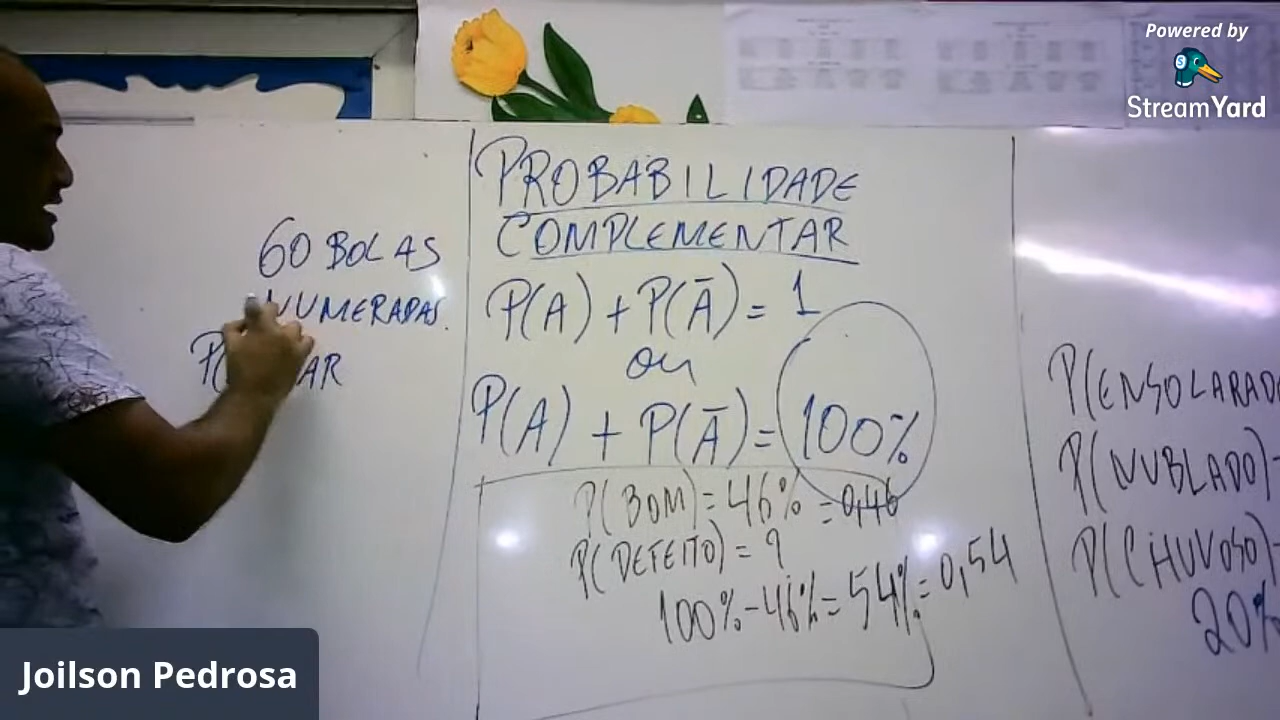 Powered by
StreamYard
60 BOLAS
NUMERADAS.
P( AR
PROBABILIDADE
COMPLEMENTAR
P(A) + P(Ā) = 1
ou
P(A) + P(Ā) = 100%
P(BOM) = 46% = 0,46
P(DEFEITO) = ?
100% - 46% = 54% = 0,54
P(ENSOLARADO
P(NUBLADO) =
P(CHUVOSO) =
20%
Joilson Pedrosa